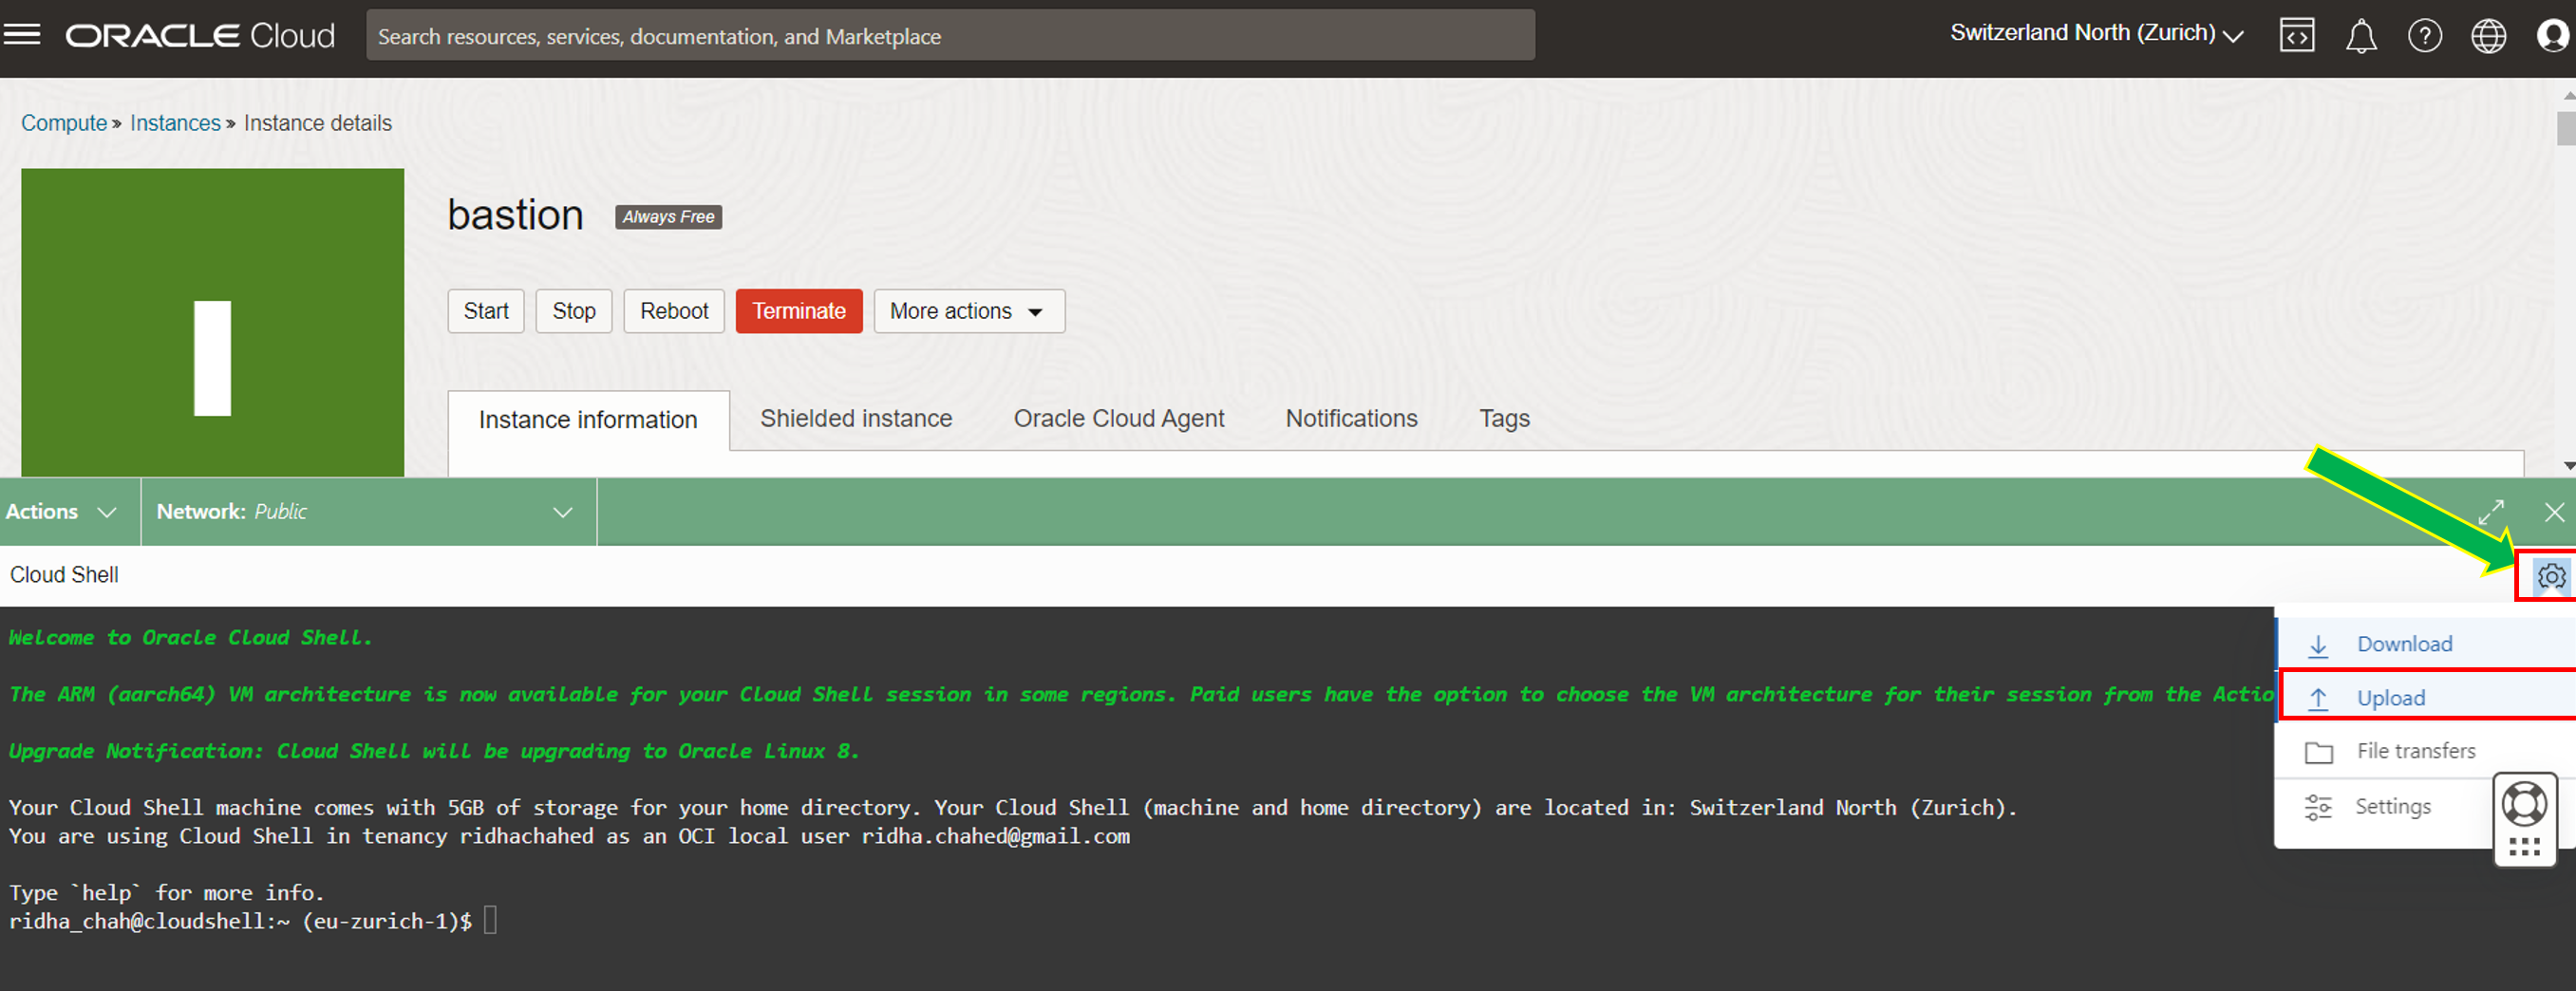 ORACLE Cloud
Search resources, services, documentation, and Marketplace
Switzerland North (Zurich)
Compute » Instances » Instance details
bastion
Always Free
Start
Stop
Reboot
Terminate
More actions
Instance information
Shielded instance
Oracle Cloud Agent
Notifications
Tags
Actions
Network: Public
Cloud Shell
Welcome to Oracle Cloud Shell.
The ARM (aarch64) VM architecture is now available for your Cloud Shell session in some regions. Paid users have the option to choose the VM architecture for their session from the Actio
Upgrade Notification: Cloud Shell will be upgrading to Oracle Linux 8.
Your Cloud Shell machine comes with 5GB of storage for your home directory. Your Cloud Shell (machine and home directory) are located in: Switzerland North (Zurich).
You are using Cloud Shell in tenancy ridhachahed as an OCI local user ridha.chahed@gmail.com
Type `help` for more info.
ridha_chah@cloudshell:~ (eu-zurich-1)$
Download
Upload
File transfers
Settings